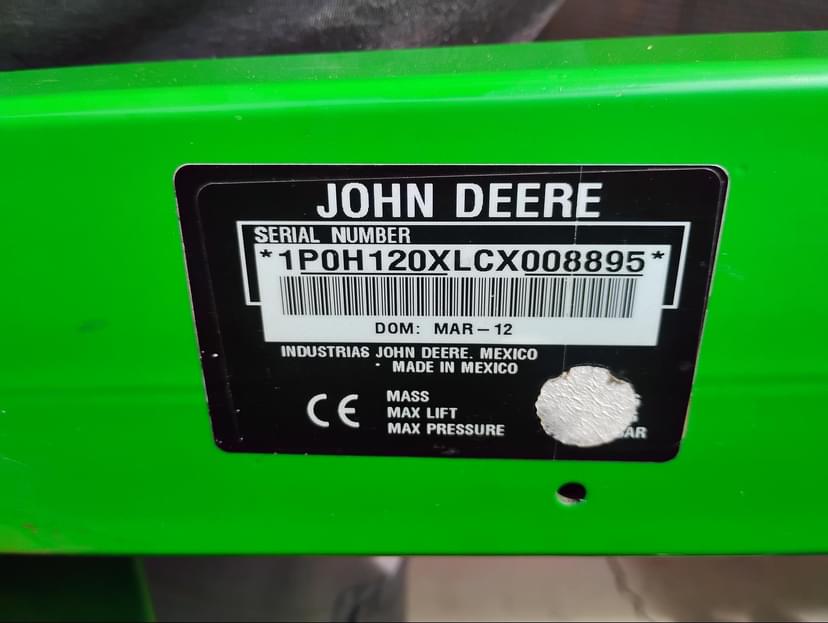 JOHN DEERE
SERIAL NUMBER
*1P0H120XLCX008895*
DOM: MAR-12
INDUSTRIAS JOHN DEERE. MEXICO
MADE IN MEXICO
CE
MASS
MAX LIFT
MAX PRESSURE